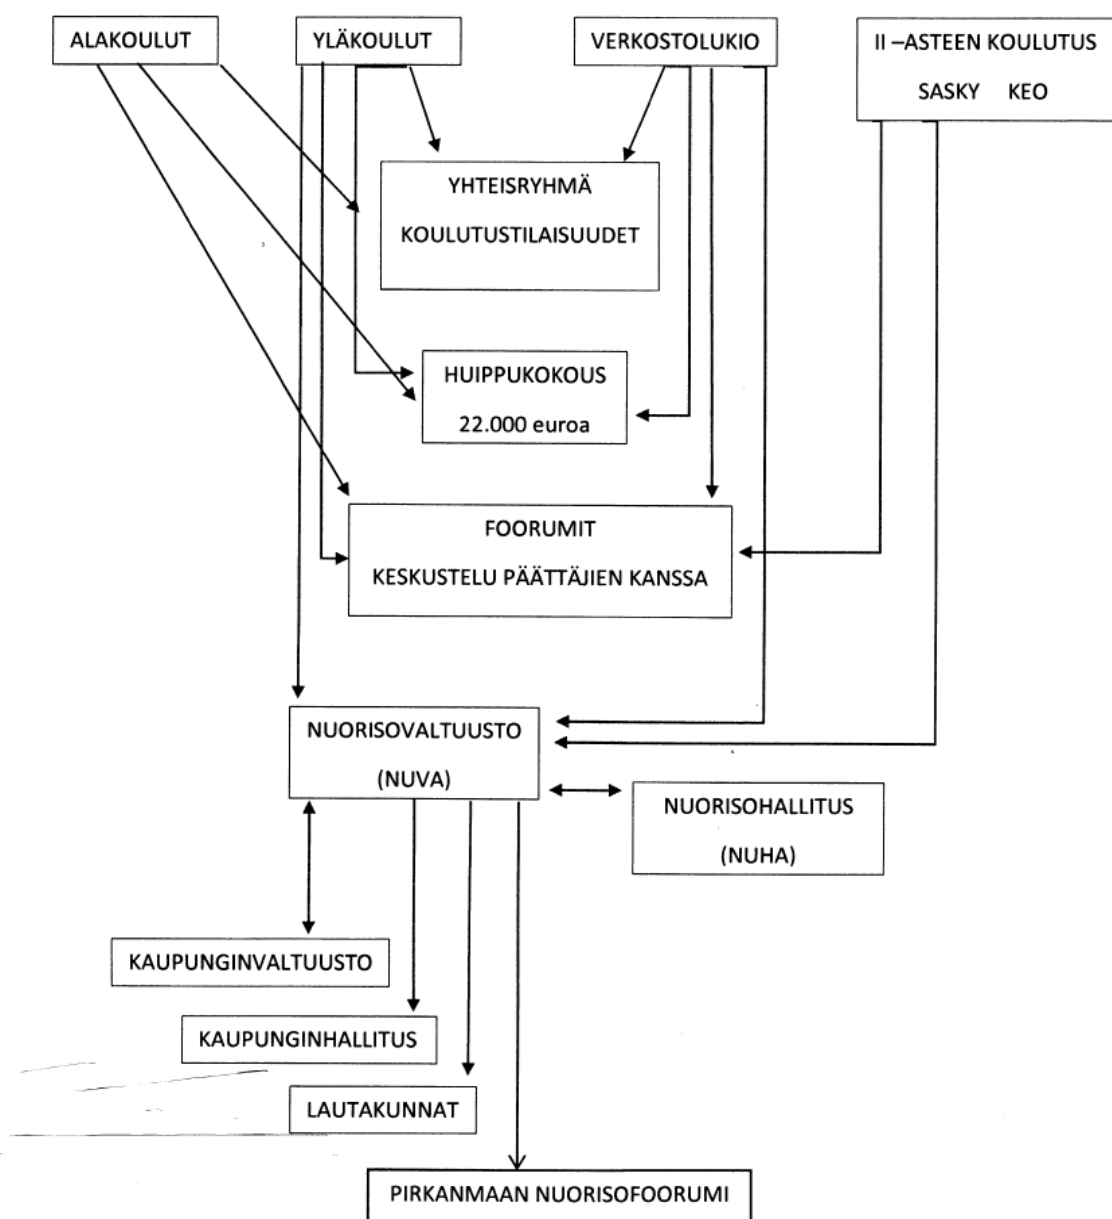 ALAKOULUT
YLÄKOULUT
VERKOSTOLUKIO
II –ASTEEN KOULUTUS
SASKY KEO
YHTEISRYHMÄ
KOULUTUSTILAISUUDET
HUIPPUKOKOUS
22.000 euroa
FOORUMIT
KESKUSTELU PÄÄTTÄJIEN KANSSA
NUORISOVALTUUSTO
(NUVA)
NUORISOHALLITUS
(NUHA)
KAUPUNGINVALTUUSTO
KAUPUNGINHALLITUS
LAUTAKUNNAT
PIRKANMAAN NUORISOFOORUMI